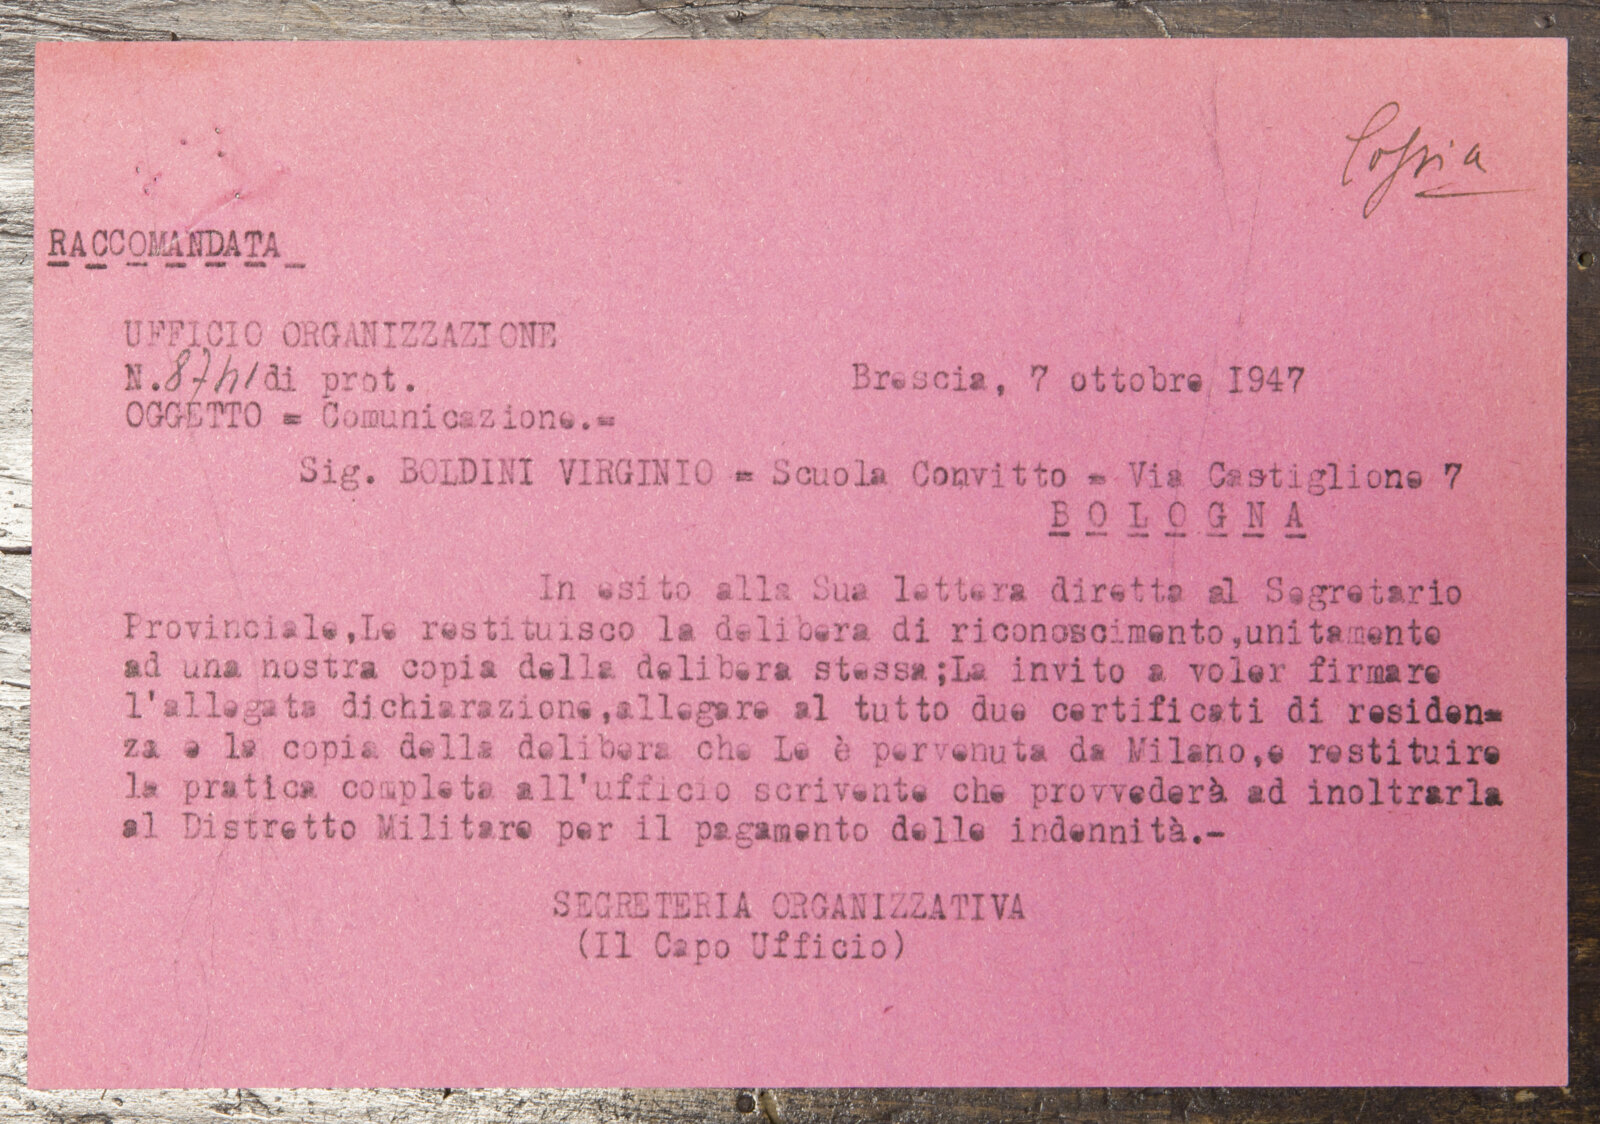 Coppia
RACCOMANDATA
UFFICIO ORGANIZZAZIONE
N. di prot.
Brescia, 7 ottobre 1947
OGGETTO = Comunicazione.=
Sig. BOLDINI VIRGINIO = Scuola Convitto = Via Castiglione 7
BOLOGNA
In esito alla Sua lettera diretta al Segretario
Provinciale,Le restituisco la delibera di riconoscimento,unitamente
ad una nostra copia della delibera stessa;La invito a voler firmare
l'allegata dichiarazione,allegare al tutto due certificati di residen=
za e la copia della delibera che Le è pervenuta da Milano,e restituire
la pratica completa all'ufficio scrivente che provvederà ad inoltrarla
al Distretto Militare per il pagamento delle indennità.-
SEGRETERIA ORGANIZZATIVA
(Il Capo Ufficio)